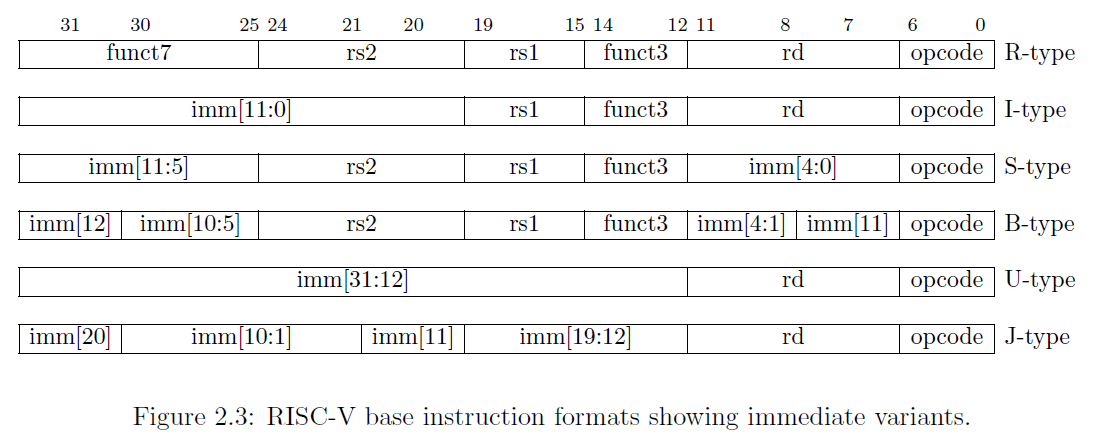 31 30 25 24 21 20 19 15 14 12 11 8 7 6 0
funct7 rs2 rs1 funct3 rd opcode R-type
imm[11:0] rs1 funct3 rd opcode I-type
imm[11:5] rs2 rs1 funct3 imm[4:0] opcode S-type
imm[12] imm[10:5] rs2 rs1 funct3 imm[4:1] imm[11] opcode B-type
imm[31:12] rd opcode U-type
imm[20] imm[10:1] imm[11] imm[19:12] rd opcode J-type
Figure 2.3: RISC-V base instruction formats showing immediate variants.